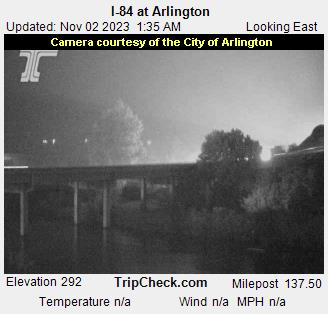 I-84 at Arlington
Updated: Nov 02 2023 1:35 AM Looking East
Camera courtesy of the City of Arlington
Elevation 292 TripCheck.com Milepost 137.50
Temperature n/a Wind n/a MPH n/a